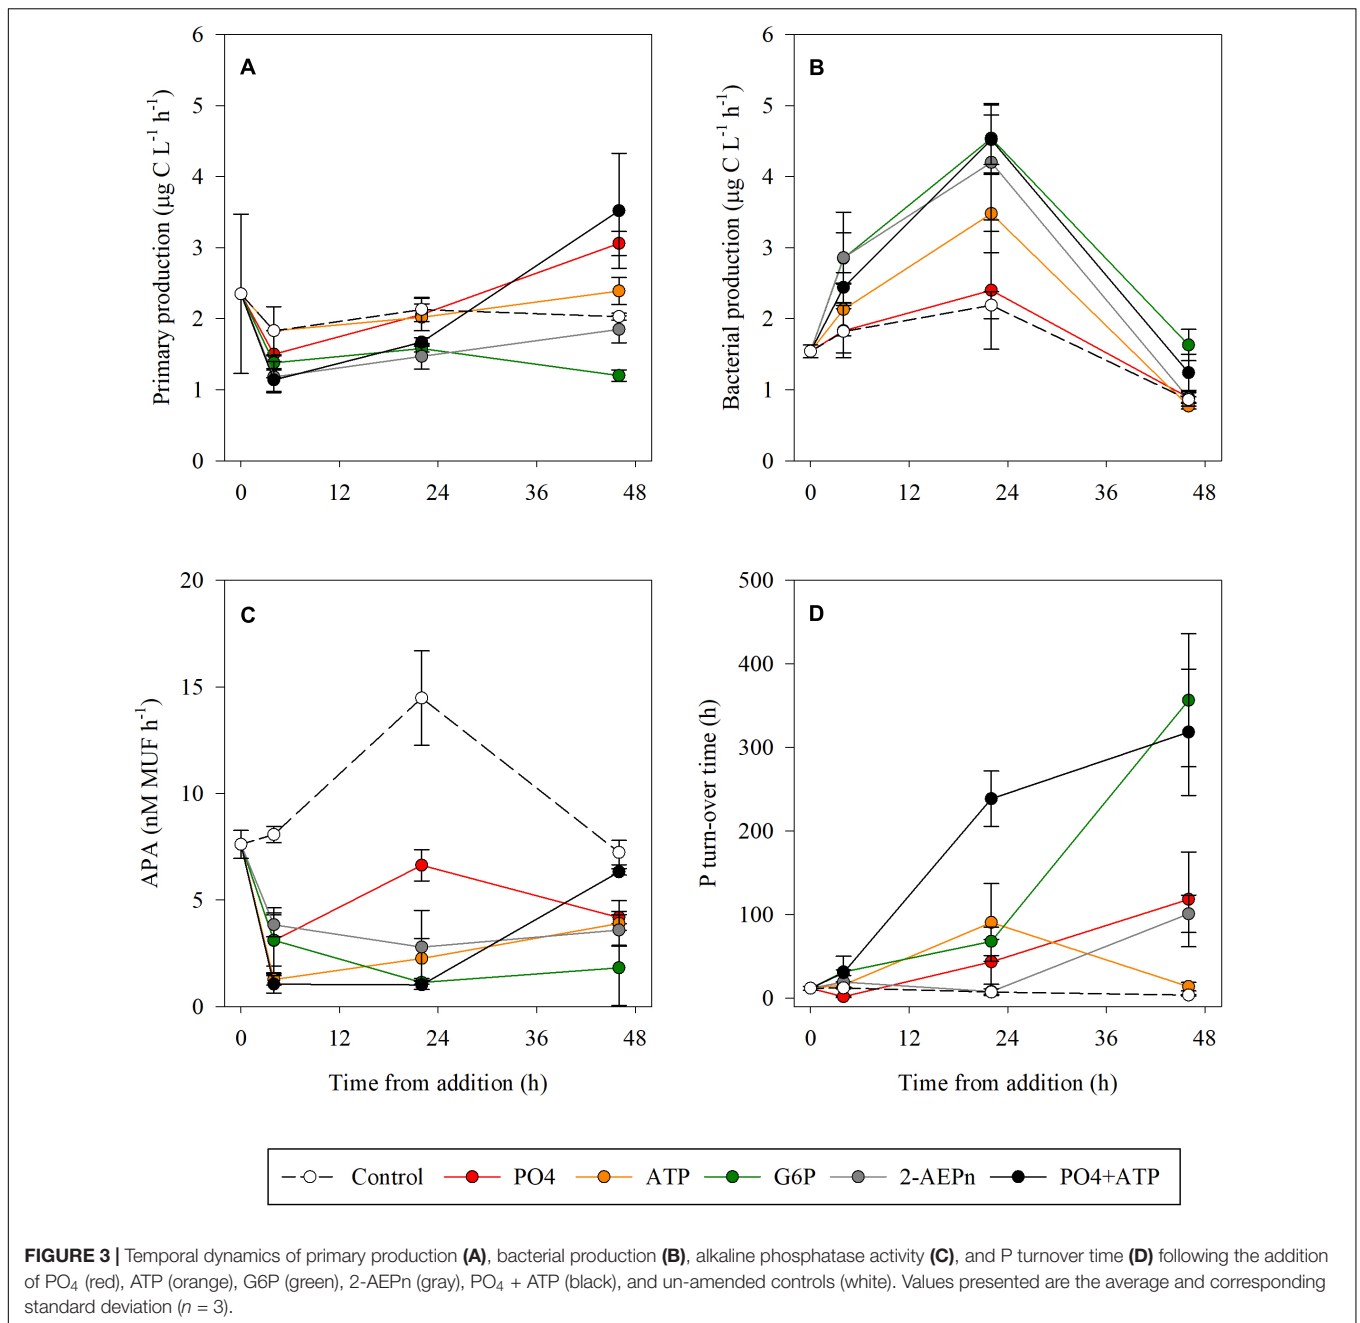 A
Primary production (µg C L-1 h-1)
6
5
4
3
2
1
0
0 12 24 36 48
B
Bacterial production (µg C L-1 h-1)
6
5
4
3
2
1
0
0 12 24 36 48
C
APA (nM MUF h-1)
20
15
10
5
0
0 12 24 36 48
Time from addition (h)
D
P turn-over time (h)
500
400
300
200
100
0
0 12 24 36 48
Time from addition (h)
Control PO4 ATP G6P 2-AEPn PO4+ATP
FIGURE 3 | Temporal dynamics of primary production (A), bacterial production (B), alkaline phosphatase activity (C), and P turnover time (D) following the addition
of PO4 (red), ATP (orange), G6P (green), 2-AEPn (gray), PO4 + ATP (black), and un-amended controls (white). Values presented are the average and corresponding
standard deviation (n = 3).